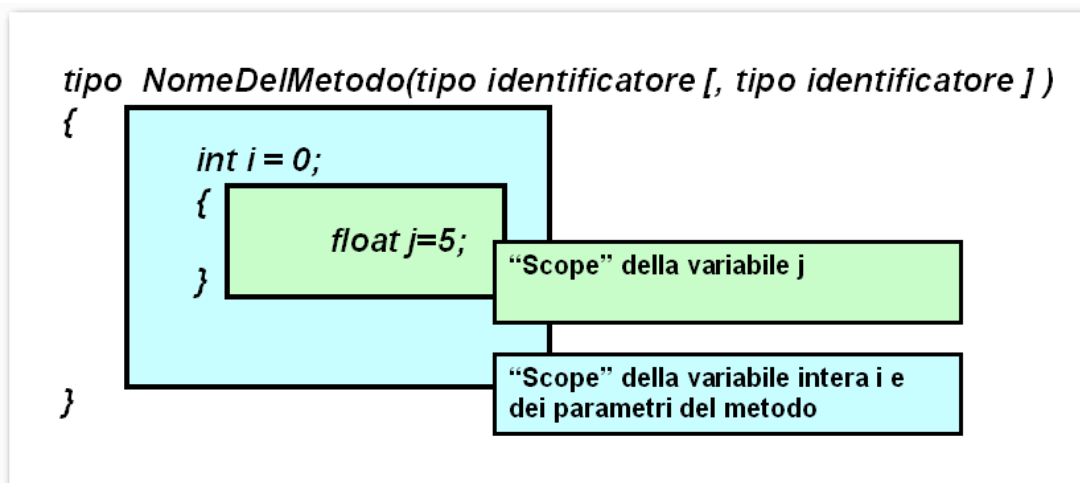 tipo NomeDelMetodo(tipo identificatore [, tipo identificatore ] )
{
int i = 0;
{
float j=5;
“Scope” della variabile j
}
“Scope” della variabile intera i e
dei parametri del metodo
}